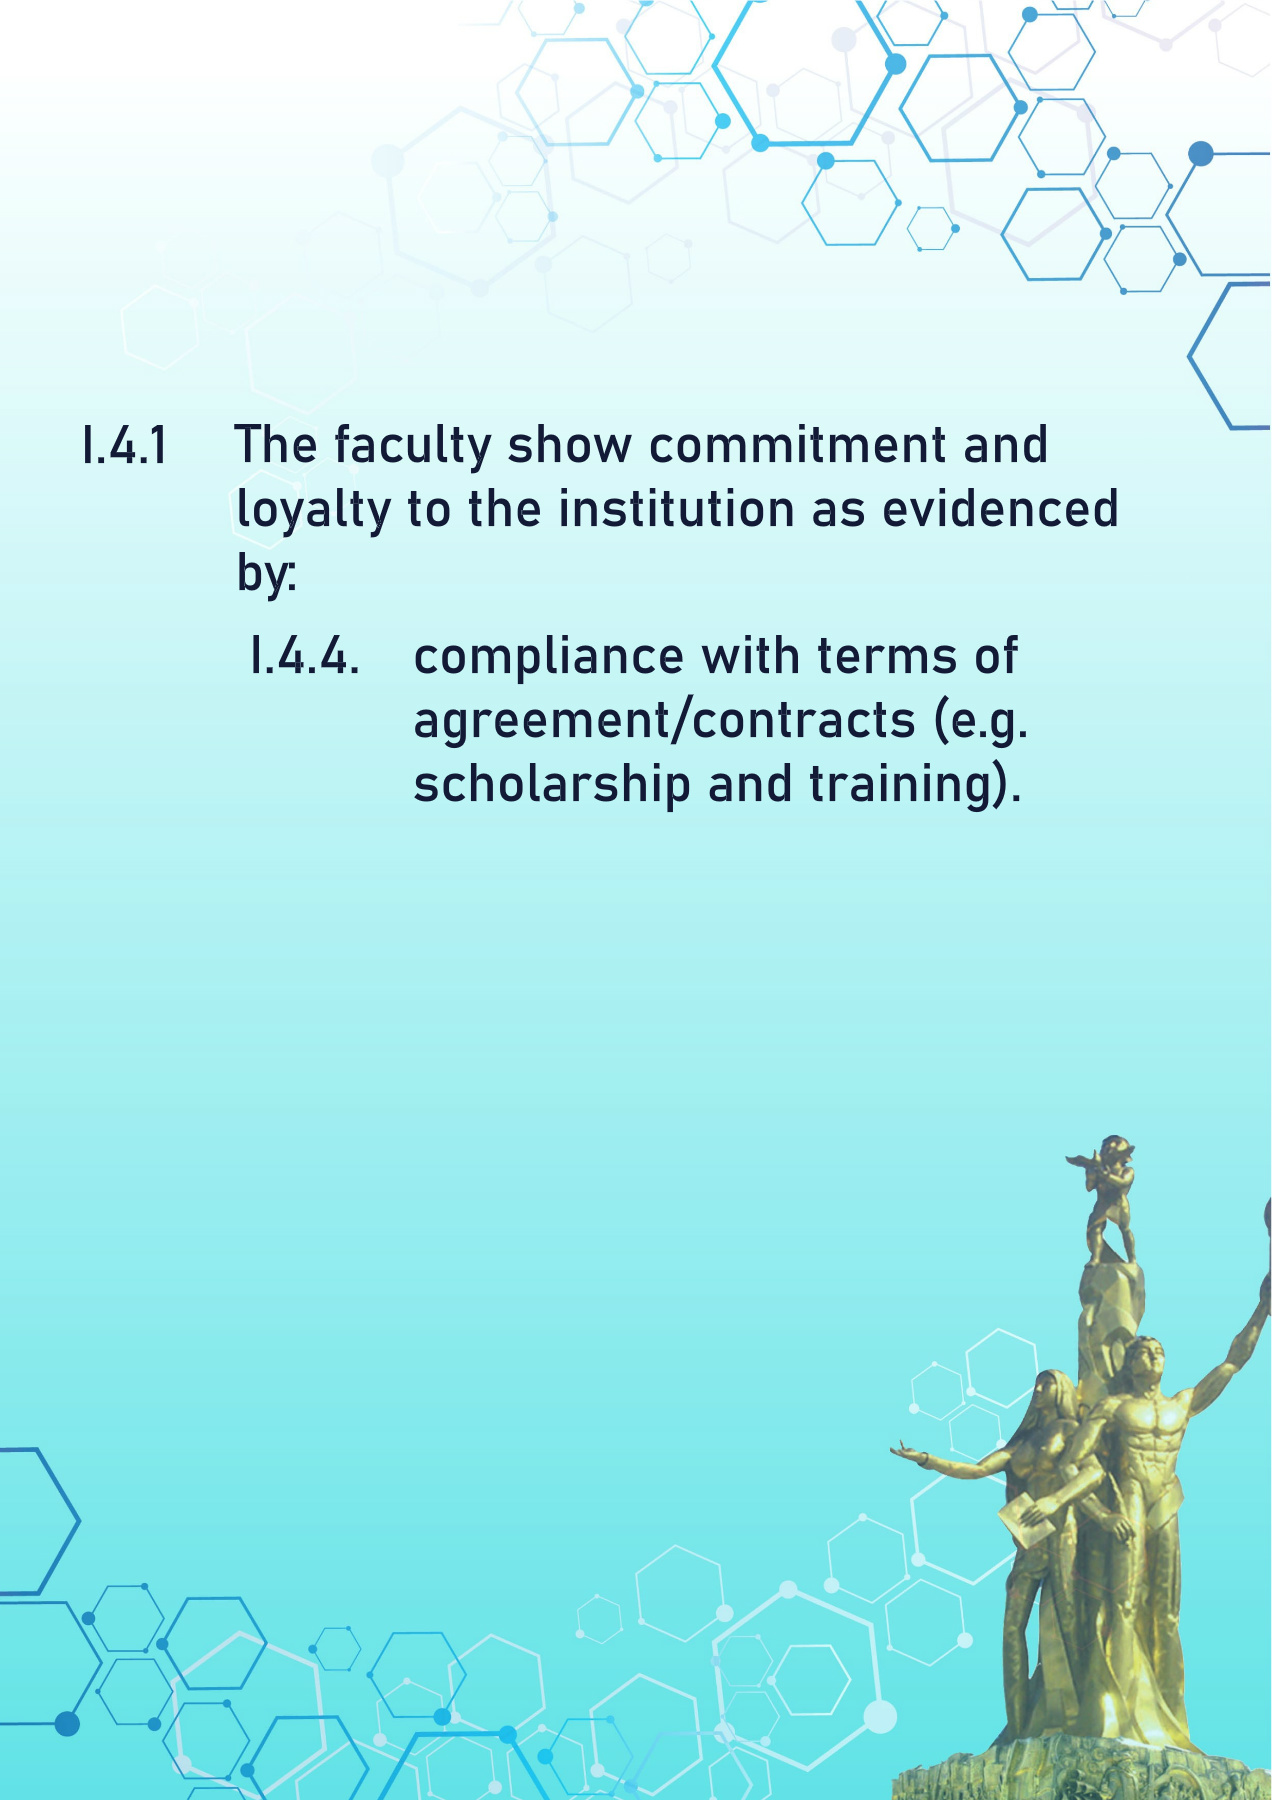 I.4.1 The faculty show commitment and
loyalty to the institution as evidenced
by:
I.4.4. compliance with terms of
agreement/contracts (e.g.
scholarship and training).